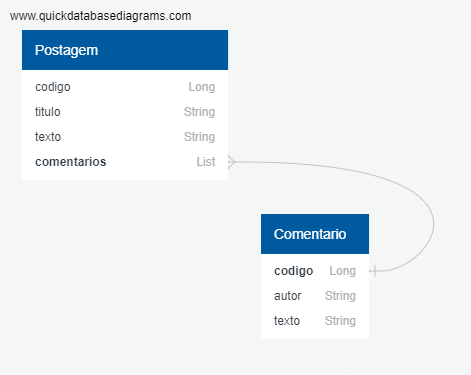 www.quickdatabasediagrams.com
Postagem
codigo Long
titulo String
texto String
comentarios List
Comentario
codigo Long
autor String
texto String